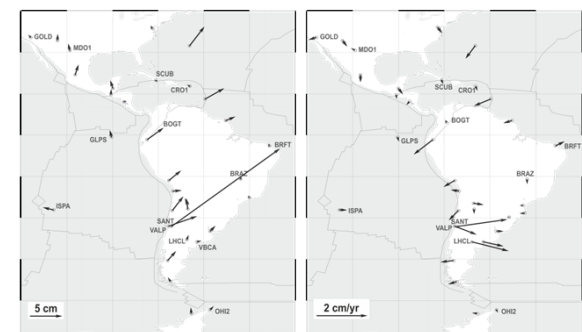 GOLD
MDO1
SCUB
CRO1
BOGT
GLPS
BRFT
BRAZ
ISPA
SANT
VALP
LHCL
VBCA
OHI2
5 cm
GOLD
MDO1
SCUB
CRO1
BOGT
GLPS
BRFT
BRAZ
ISPA
SANT
VALP
LHCL
OHI2
2 cm/yr